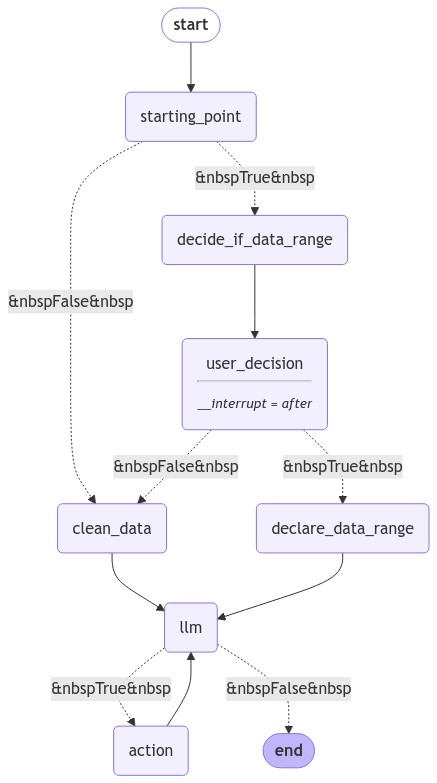 start
starting_point
&nbspTrue&nbsp
decide_if_data_range
&nbspFalse&nbsp
user_decision
__interrupt = after
&nbspFalse&nbsp
&nbspTrue&nbsp
clean_data
declare_data_range
llm
&nbspTrue&nbsp
&nbspFalse&nbsp
action
end